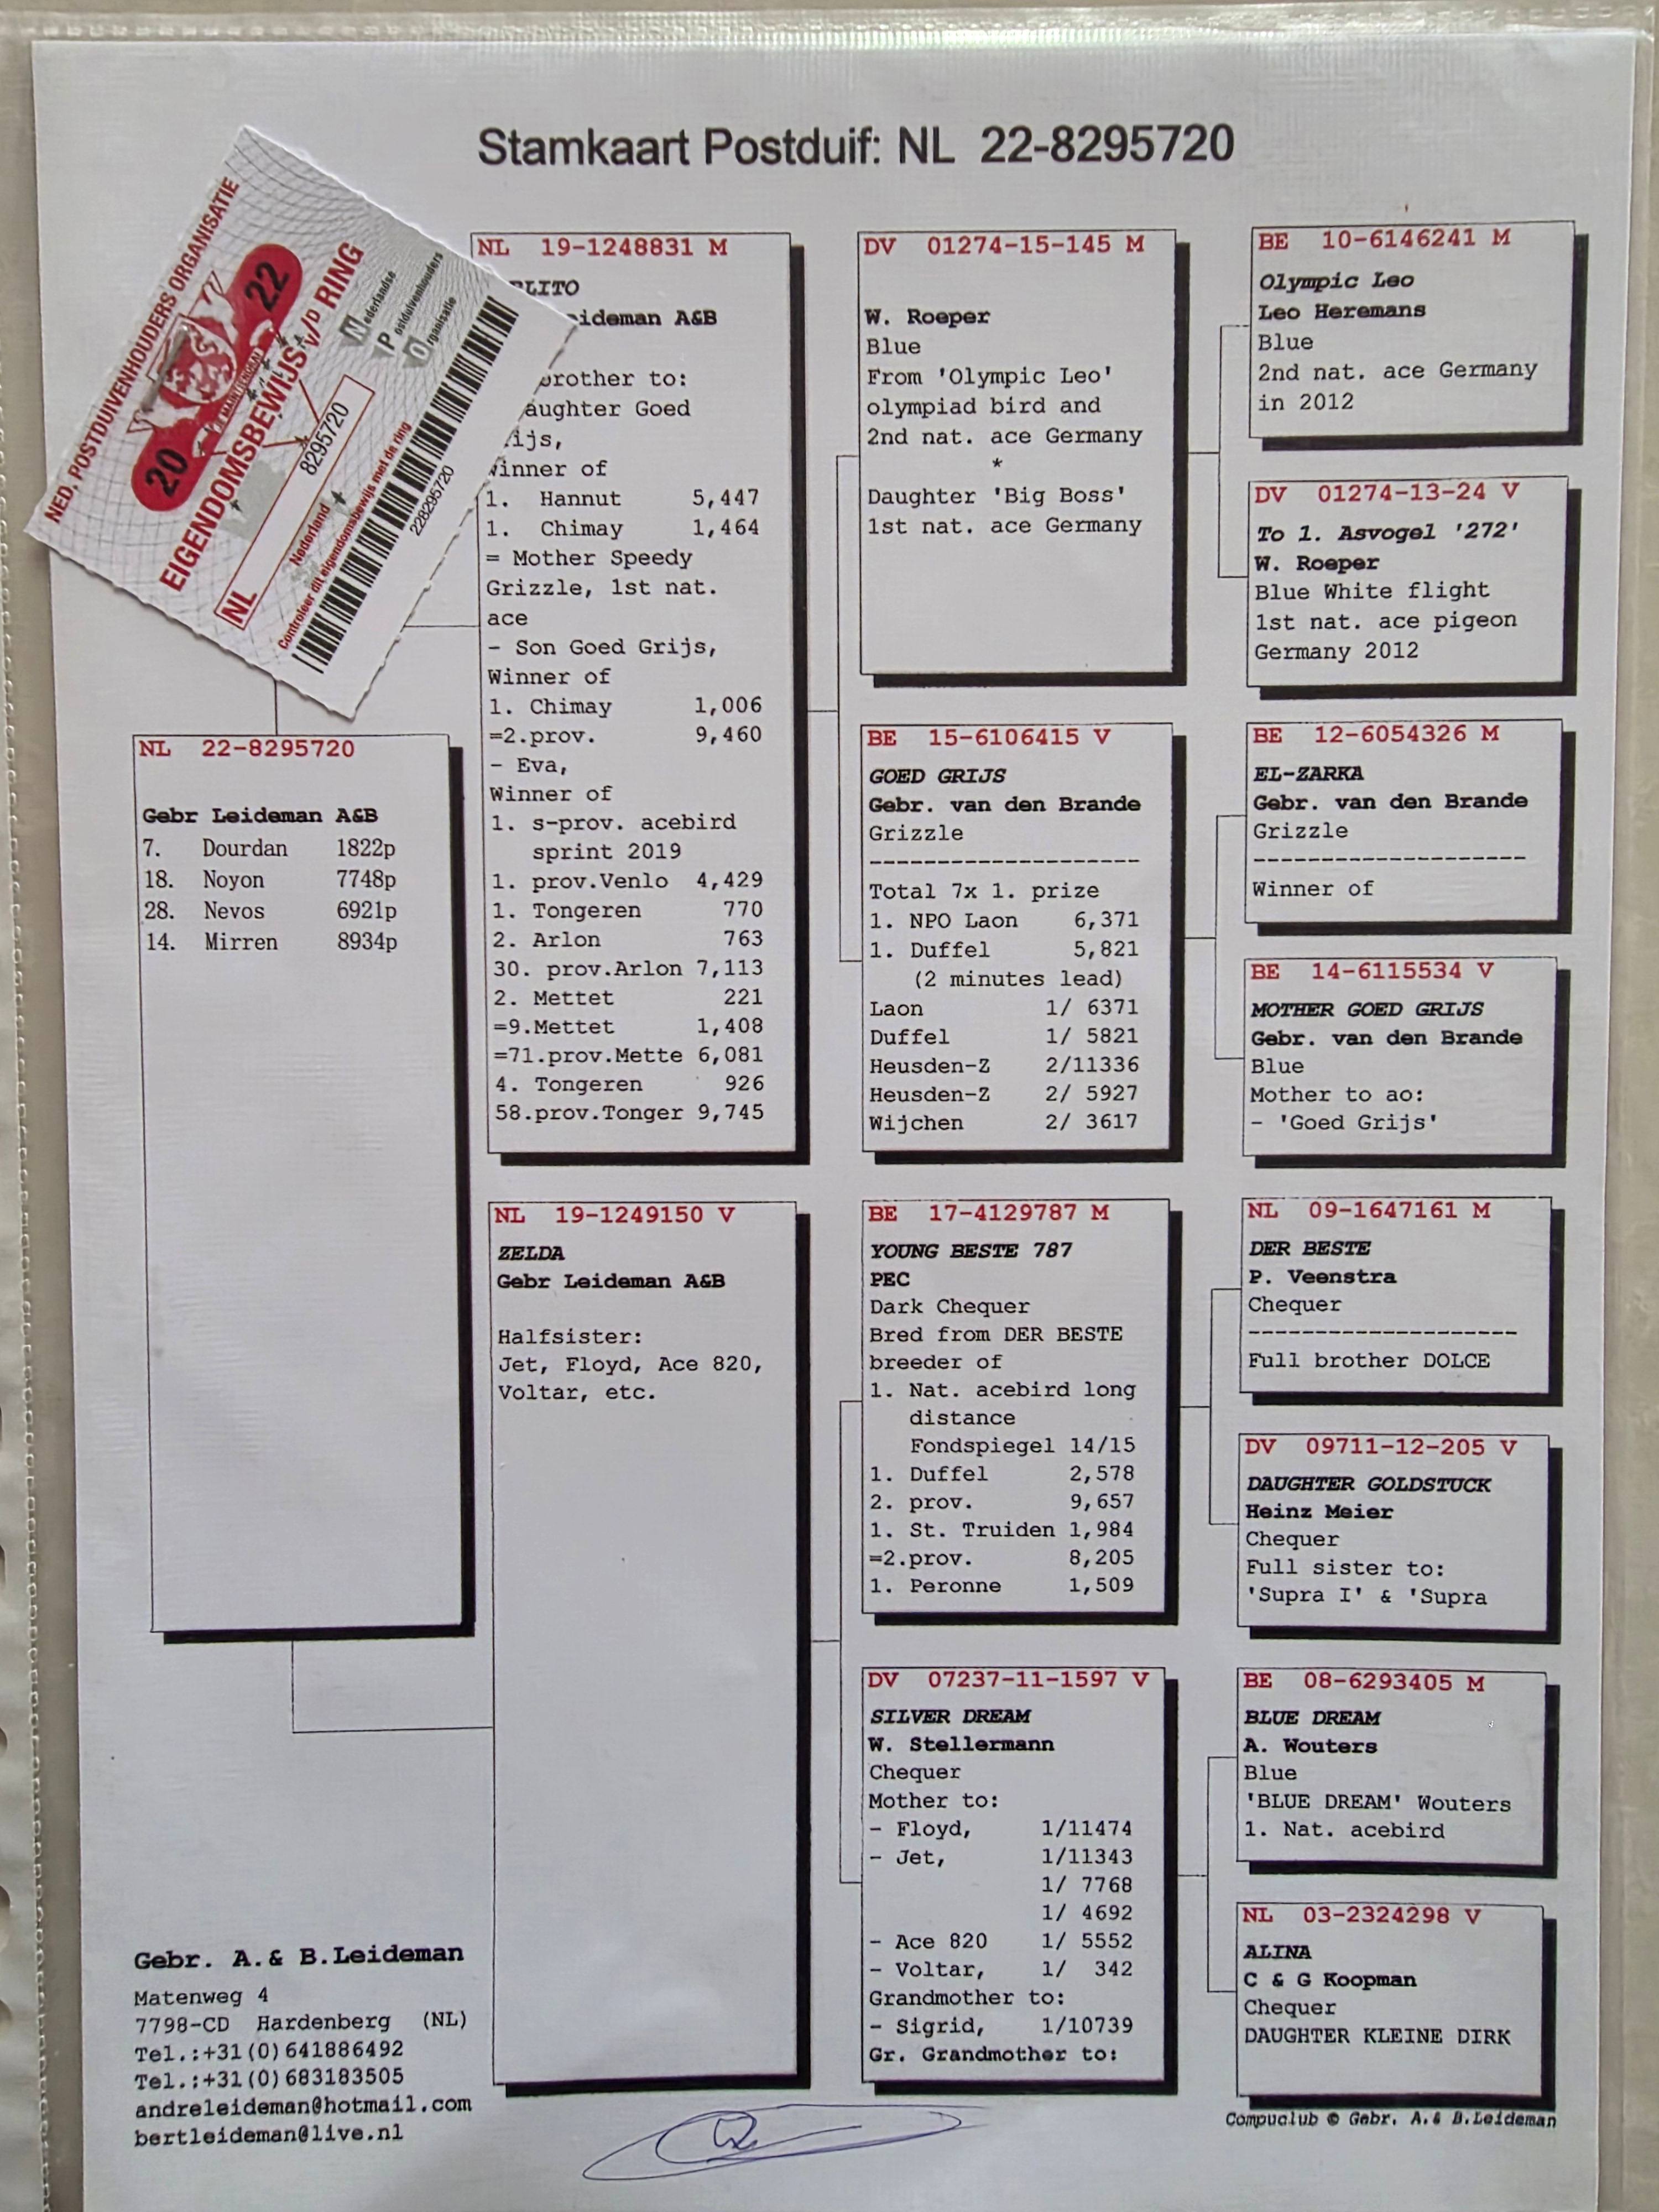 Stamkaart Postduif: NL 22-8295720
NED. POSTDUIVENHOUDERS ORGANISATIE
20 22
EIGENDOMSBEWIJS v/D RING
Nederlandse
Postduivenhouders
Organisatie
NL 8295720
Nederland
Controleer dit eigendomsbewijs met de ring
228295720
NL 22-8295720
Gebr Leideman A&B
7. Dourdan 1822p
18. Noyon 7748p
28. Nevos 6921p
14. Mirren 8934p
NL 19-1248831 M
LITO
ideman A&B
brother to:
aughter Goed
ijs,
Winner of
1. Hannut 5,447
1. Chimay 1,464
= Mother Speedy
Grizzle, 1st nat.
ace
- Son Goed Grijs,
Winner of
1. Chimay 1,006
=2.prov. 9,460
- Eva,
Winner of
1. s-prov. acebird
sprint 2019
1. prov.Venlo 4,429
1. Tongeren 770
2. Arlon 763
30. prov.Arlon 7,113
2. Mettet 221
=9.Mettet 1,408
=71.prov.Mette 6,081
4. Tongeren 926
58.prov.Tonger 9,745
NL 19-1249150 V
ZELDA
Gebr Leideman A&B
Halfsister:
Jet, Floyd, Ace 820,
Voltar, etc.
DV 01274-15-145 M
W. Roeper
Blue
From 'Olympic Leo'
olympiad bird and
2nd nat. ace Germany
*
Daughter 'Big Boss'
1st nat. ace Germany
BE 15-6106415 V
GOED GRIJS
Gebr. van den Brande
Grizzle
--------------------
Total 7x 1. prize
1. NPO Laon 6,371
1. Duffel 5,821
(2 minutes lead)
Laon 1/ 6371
Duffel 1/ 5821
Heusden-Z 2/11336
Heusden-Z 2/ 5927
Wijchen 2/ 3617
BE 17-4129787 M
YOUNG BESTE 787
PEC
Dark Chequer
Bred from DER BESTE
breeder of
1. Nat. acebird long
distance
Fondspiegel 14/15
1. Duffel 2,578
2. prov. 9,657
1. St. Truiden 1,984
=2.prov. 8,205
1. Peronne 1,509
DV 07237-11-1597 V
SILVER DREAM
W. Stellermann
Chequer
Mother to:
- Floyd, 1/11474
- Jet, 1/11343
1/ 7768
1/ 4692
- Ace 820 1/ 5552
- Voltar, 1/ 342
Grandmother to:
- Sigrid, 1/10739
Gr. Grandmother to:
BE 10-6146241 M
Olympic Leo
Leo Heremans
Blue
2nd nat. ace Germany
in 2012
DV 01274-13-24 V
To 1. Asvogel '272'
W. Roeper
Blue White flight
1st nat. ace pigeon
Germany 2012
BE 12-6054326 M
EL-ZARKA
Gebr. van den Brande
Grizzle
--------------------
Winner of
BE 14-6115534 V
MOTHER GOED GRIJS
Gebr. van den Brande
Blue
Mother to ao:
- 'Goed Grijs'
NL 09-1647161 M
DER BESTE
P. Veenstra
Chequer
--------------------
Full brother DOLCE
DV 09711-12-205 V
DAUGHTER GOLDSTUCK
Heinz Meier
Chequer
Full sister to:
'Supra I' & 'Supra
BE 08-6293405 M
BLUE DREAM
A. Wouters
Blue
'BLUE DREAM' Wouters
1. Nat. acebird
NL 03-2324298 V
ALINA
C & G Koopman
Chequer
DAUGHTER KLEINE DIRK
Gebr. A.& B.Leideman
Matenweg 4
7798-CD Hardenberg (NL)
Tel.:+31(0)641886492
Tel.:+31(0)683183505
andreleideman@hotmail.com
bertleideman@live.nl
Compuclub © Gebr. A.& B.Leideman